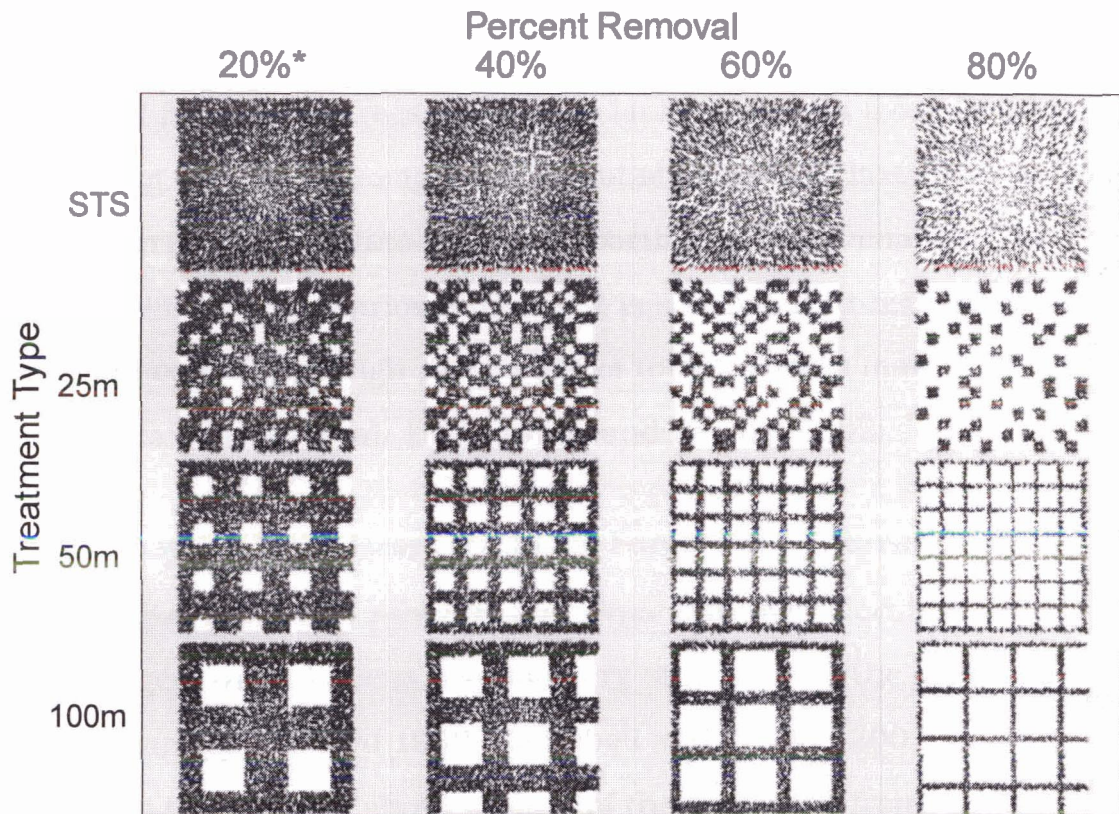 Percent Removal
20%* 40% 60% 80%
STS
25m
50m
100m
Treatment Type